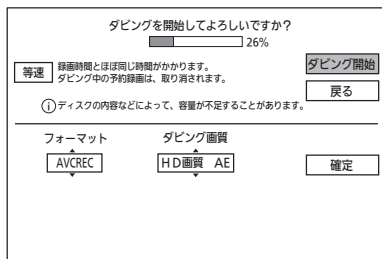 ダビングを開始してよろしいですか?
26%
等速
録画時間とほぼ同じ時間がかかります。
ダビング中の予約録画は、取り消されます。
ダビング開始
戻る
iディスクの内容などによって、容量が不足することがあります。
フォーマット
ダビング画質
AVCREC
HD画質 AE
確定